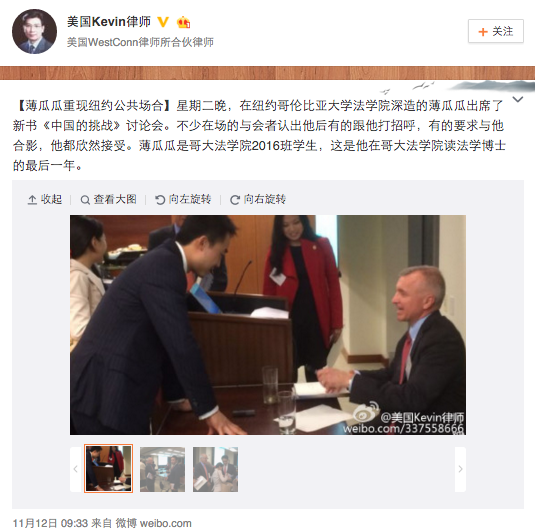 美国Kevin律师
美国WestConn律师所合伙律师
+ 关注
【薄瓜瓜重现纽约公共场合】星期二晚，在纽约哥伦比亚大学法学院深造的薄瓜瓜出席了
新书《中国的挑战》讨论会。不少在场的与会者认出他后有的跟他打招呼，有的要求与他
合影，他都欣然接受。薄瓜瓜是哥大法学院2016班学生，这是他在哥大法学院读法学博士
的最后一年。
收起 查看大图 向左旋转 向右旋转
@美国Kevin律师
weibo.com/337558666
11月12日 09:33 来自 微博 weibo.com